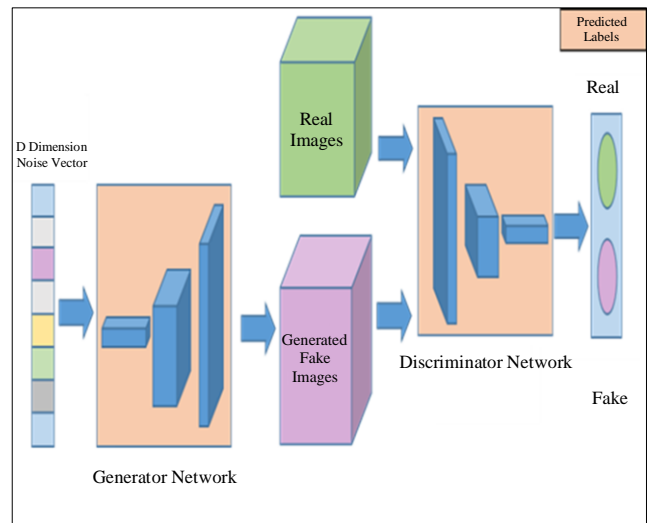 Predicted
Labels
Real
Real
Images
D Dimension
Noise Vector
Generated
Fake
Images
Discriminator Network
Fake
Generator Network